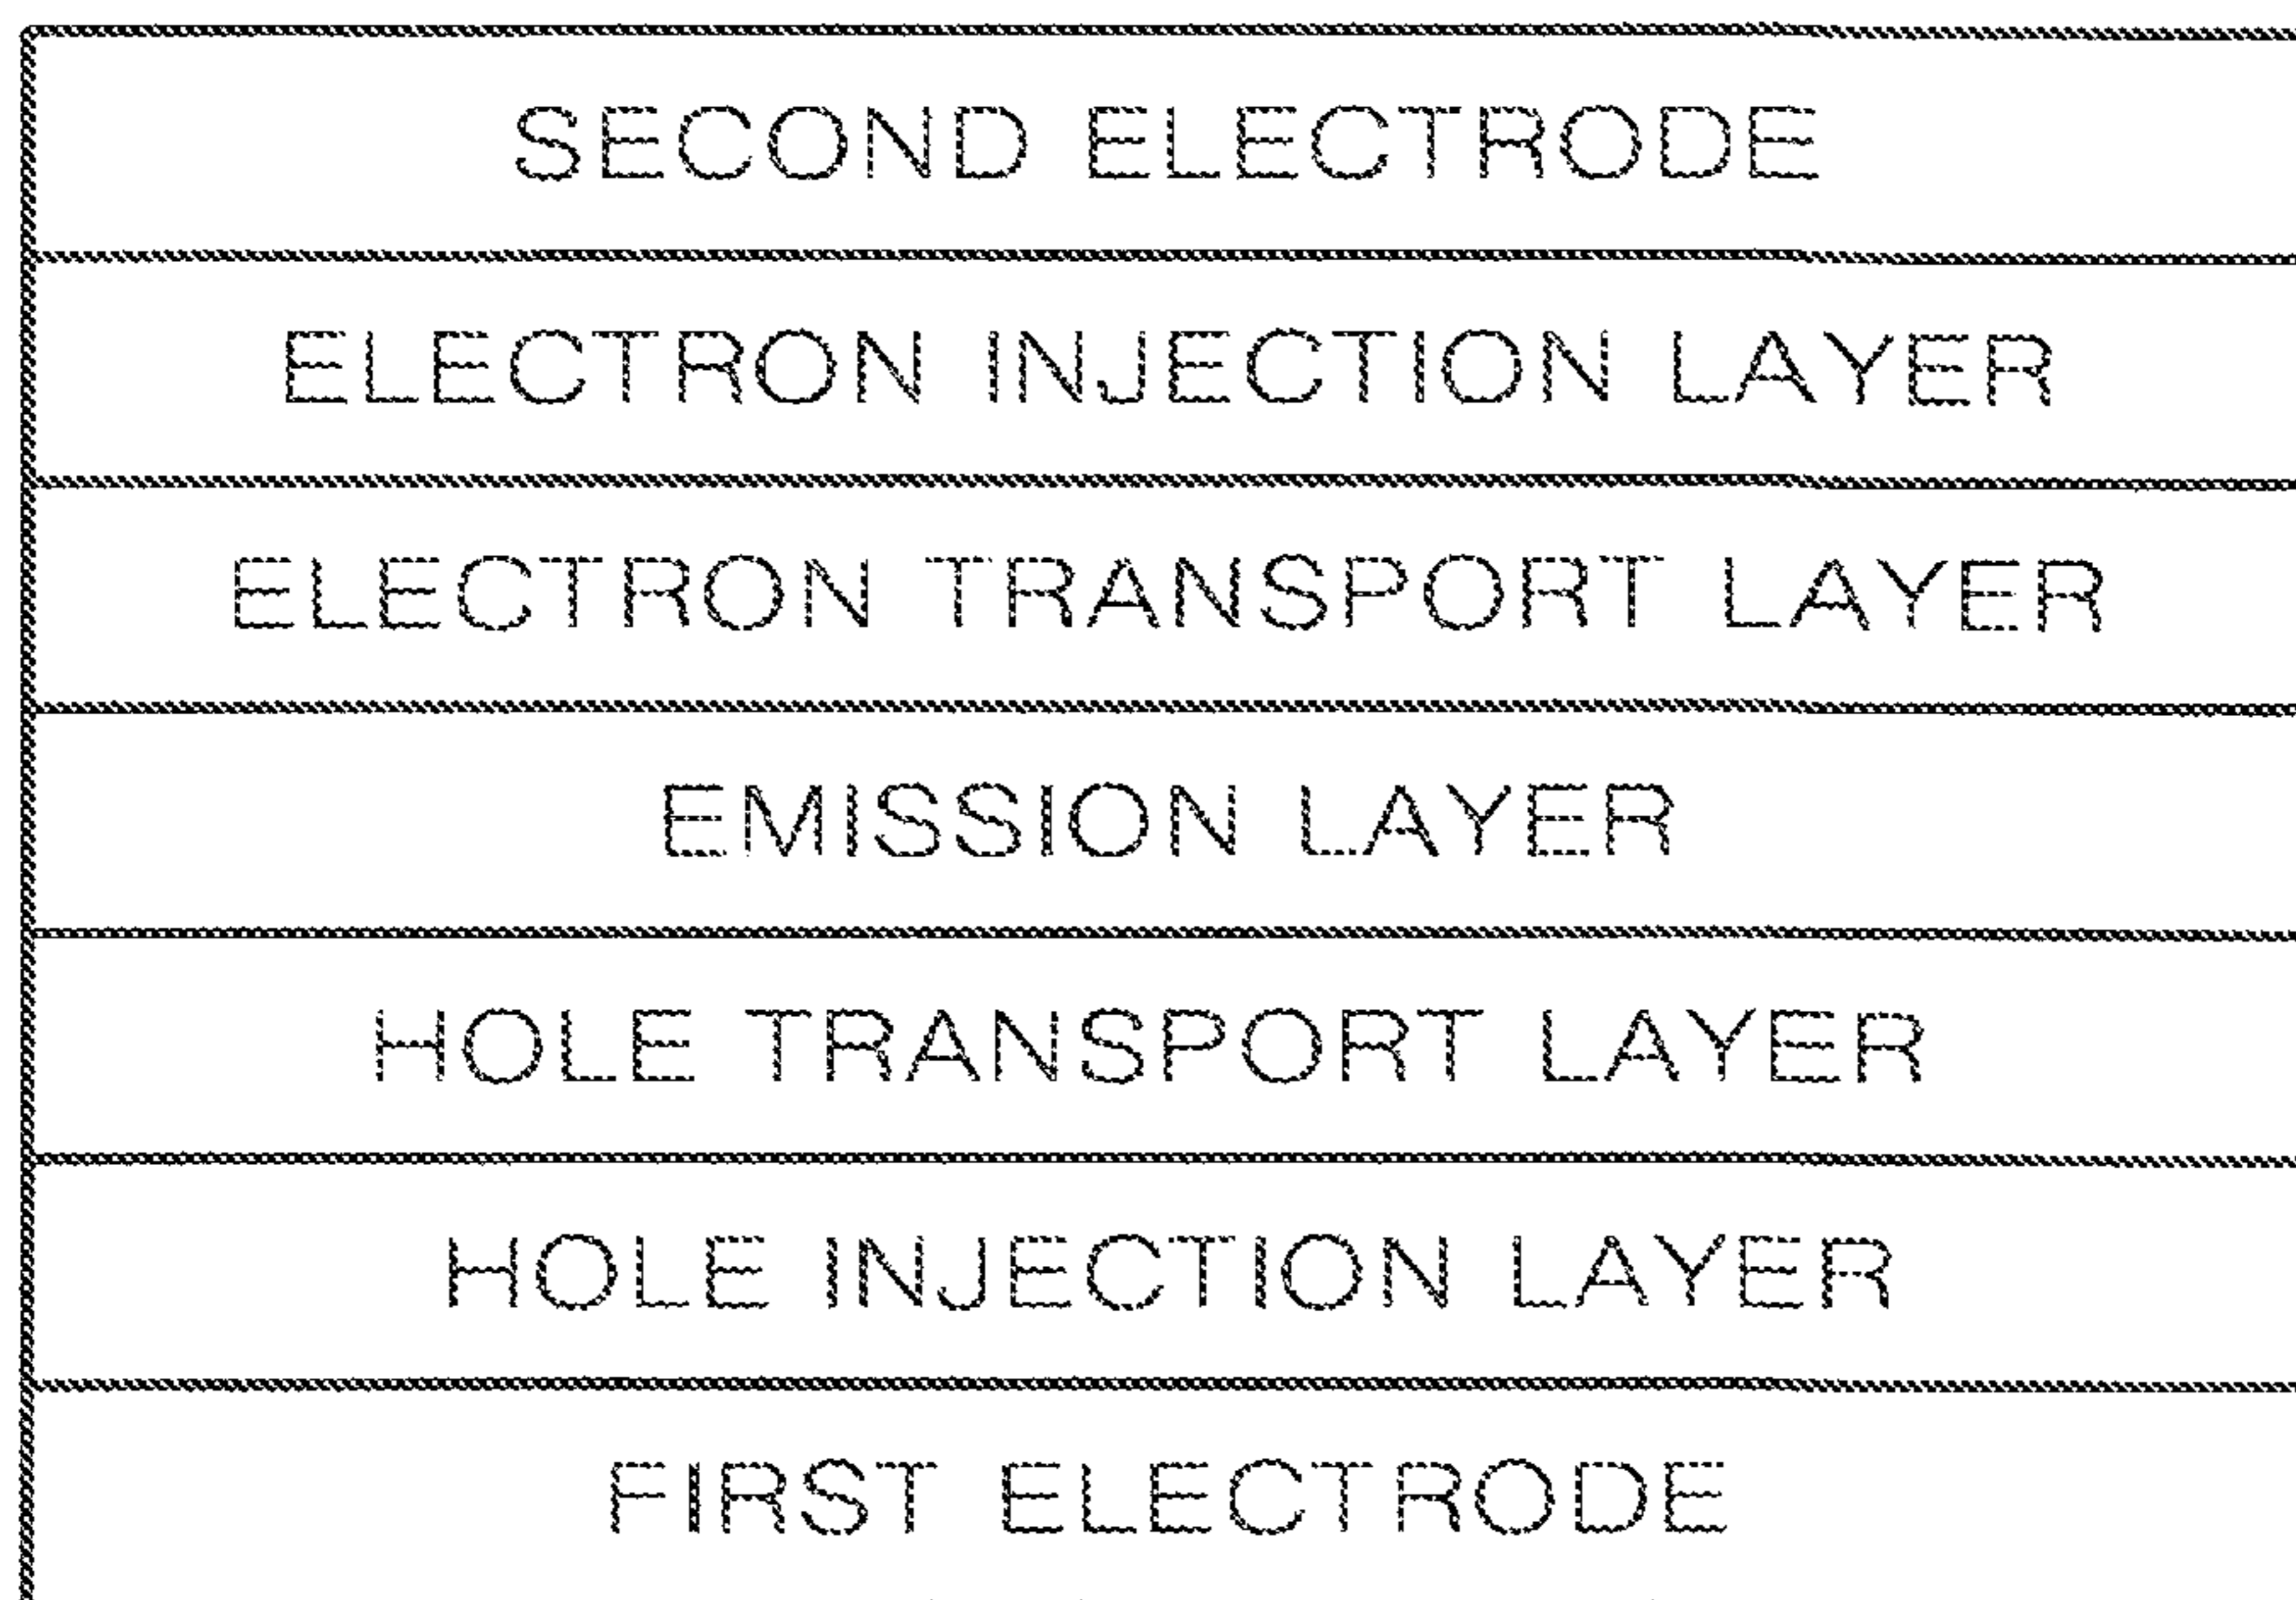 SECOND ELECTRODE
ELECTRON INJECTION LAYER
ELECTRON TRANSPORT LAYER
EMISSION LAYER
HOLE TRANSPORT LAYER
HOLE INJECTION LAYER
FIRST ELECTRODE